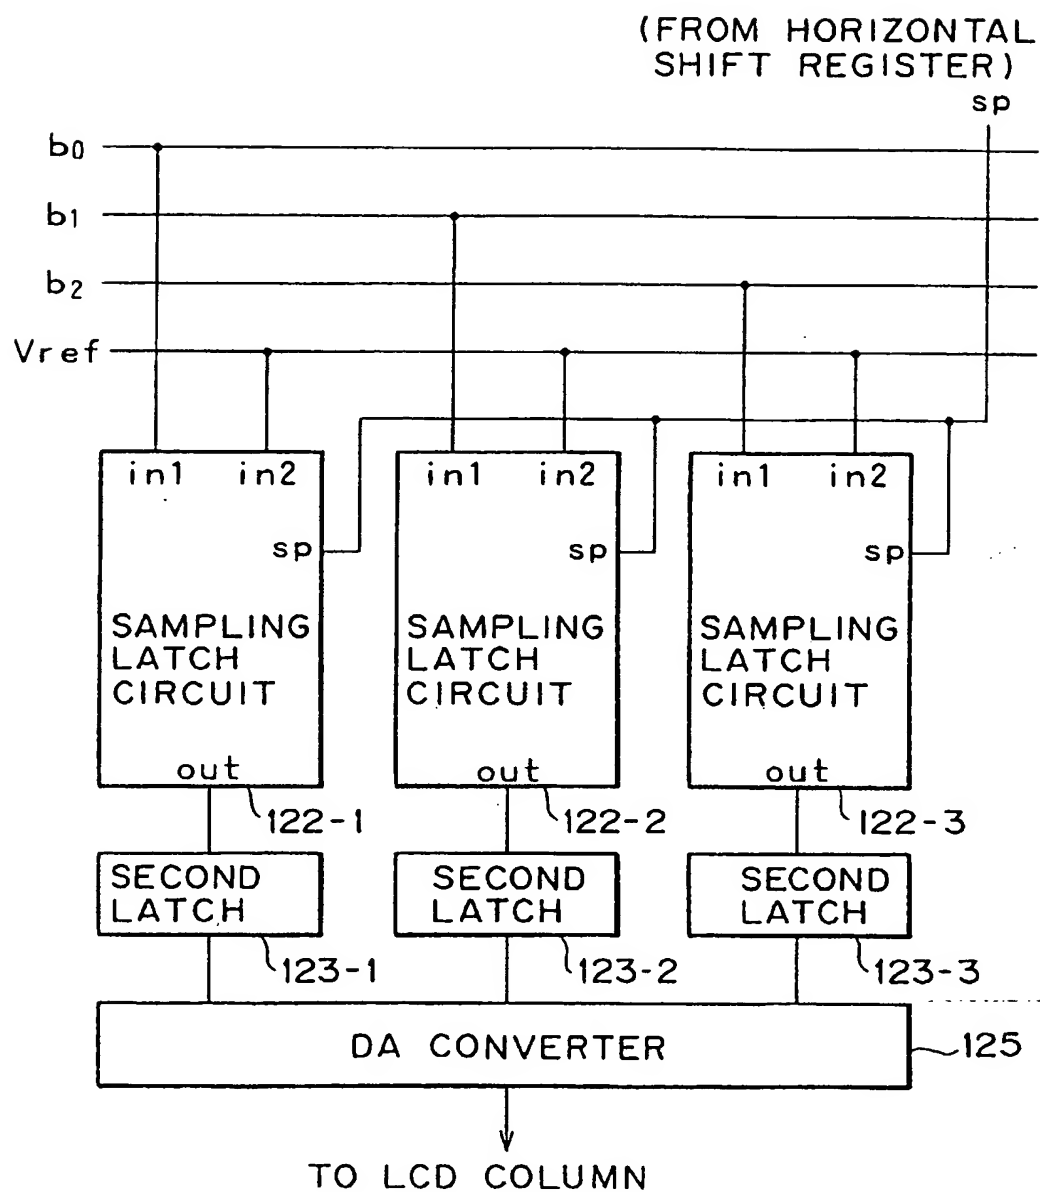 (FROM HORIZONTAL
SHIFT REGISTER)
sp
b0
b1
b2
Vref
in1 in2
in1 in2
in1 in2
sp
sp
sp
SAMPLING
LATCH
CIRCUIT
SAMPLING
LATCH
CIRCUIT
SAMPLING
LATCH
CIRCUIT
out
out
out
122-1
122-2
122-3
SECOND
LATCH
SECOND
LATCH
SECOND
LATCH
123-1
123-2
123-3
DA CONVERTER
125
TO LCD COLUMN